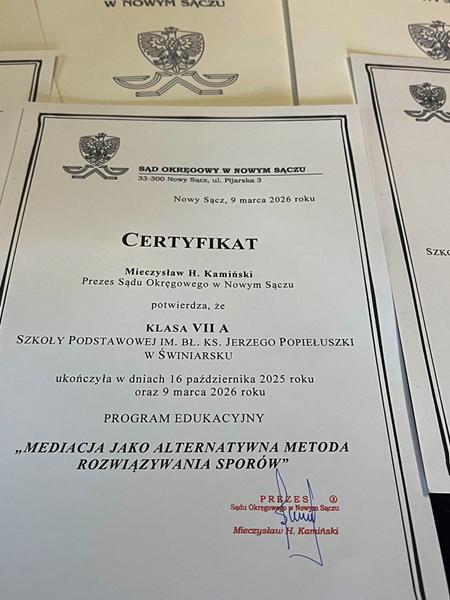 W NOWYM SĄCZU
SĄD OKRĘGOWY W NOWYM SĄCZU
33-300 Nowy Sącz, ul. Pijarska 3
Nowy Sącz, 9 marca 2026 roku
CERTYFIKAT
Mieczysław H. Kamiński
Prezes Sądu Okręgowego w Nowym Sączu
potwierdza, że
KLASA VII A
SZKOŁY PODSTAWOWEJ IM. BŁ. KS. JERZEGO POPIEŁUSZKI
W ŚWINIARSKU
ukończyła w dniach 16 października 2025 roku
oraz 9 marca 2026 roku
PROGRAM EDUKACYJNY
„MEDIACJA JAKO ALTERNATYWNA METODA
ROZWIĄZYWANIA SPORÓW”
PREZES ②
Sądu Okręgowego w Nowym Sączu
Mieczysław H. Kamiński